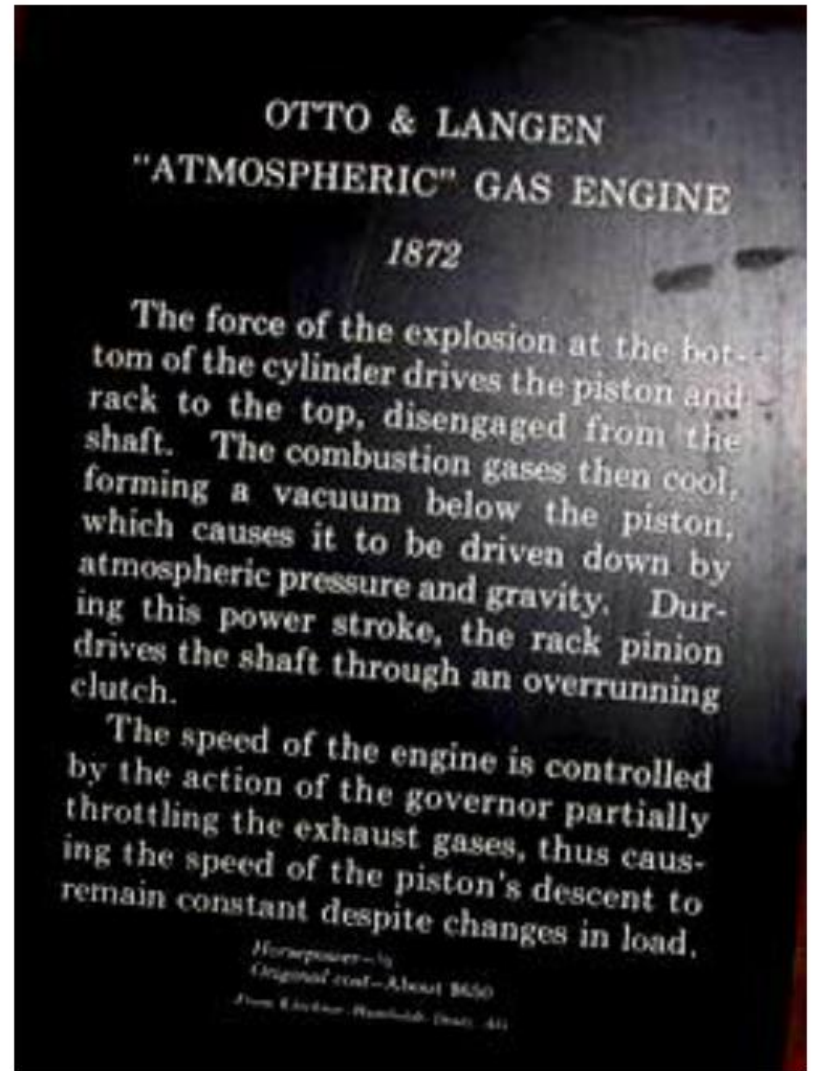 OTTO & LANGEN
"ATMOSPHERIC" GAS ENGINE
1872
The force of the explosion at the bot-
tom of the cylinder drives the piston and
rack to the top, disengaged from the
shaft. The combustion gases then cool,
forming a vacuum below the piston,
which causes it to be driven down by
atmospheric pressure and gravity. Dur-
ing this power stroke, the rack pinion
drives the shaft through an overrunning
clutch.
The speed of the engine is controlled
by the action of the governor partially
throttling the exhaust gases, thus caus-
ing the speed of the piston's descent to
remain constant despite changes in load.
Horsepower—
Original cost—About $650
From